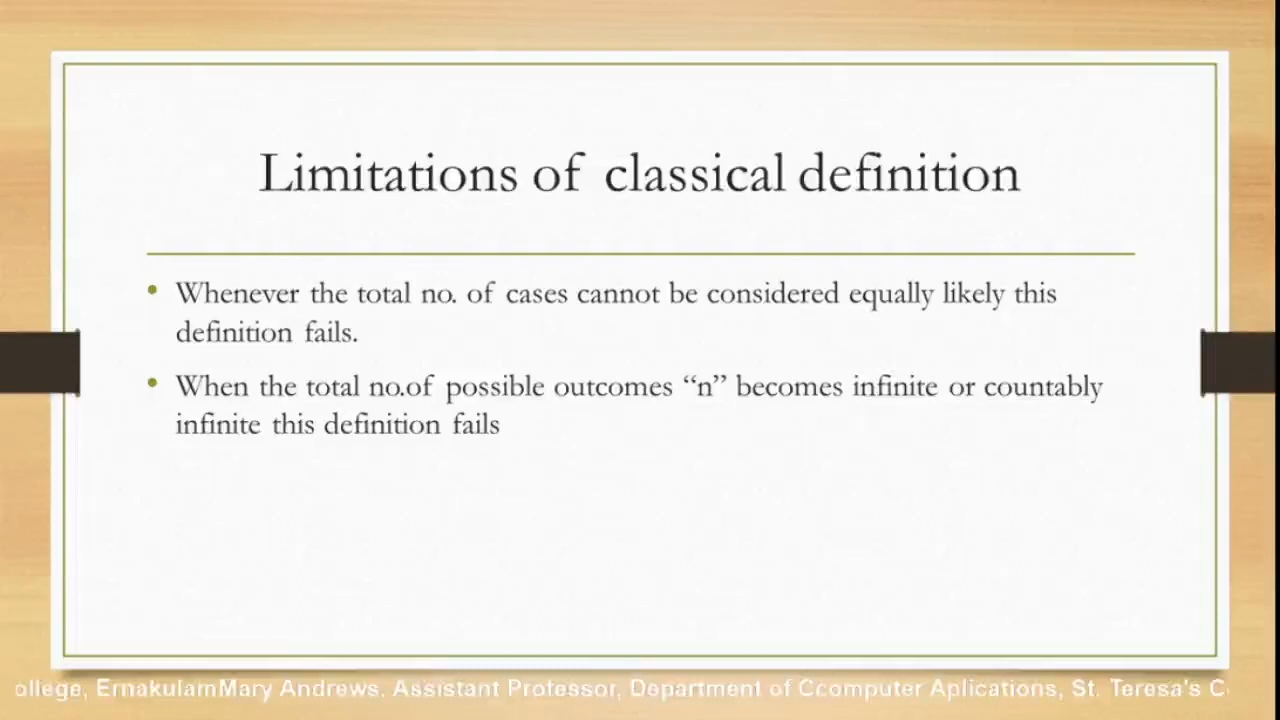 Limitations of classical definition
• Whenever the total no. of cases cannot be considered equally likely this
definition fails.
• When the total no.of possible outcomes “n” becomes infinite or countably
infinite this definition fails
ollege, ErnakulamMary Andrews, Assistant Professor, Department of Ccomputer Aplications, St. Teresa's C